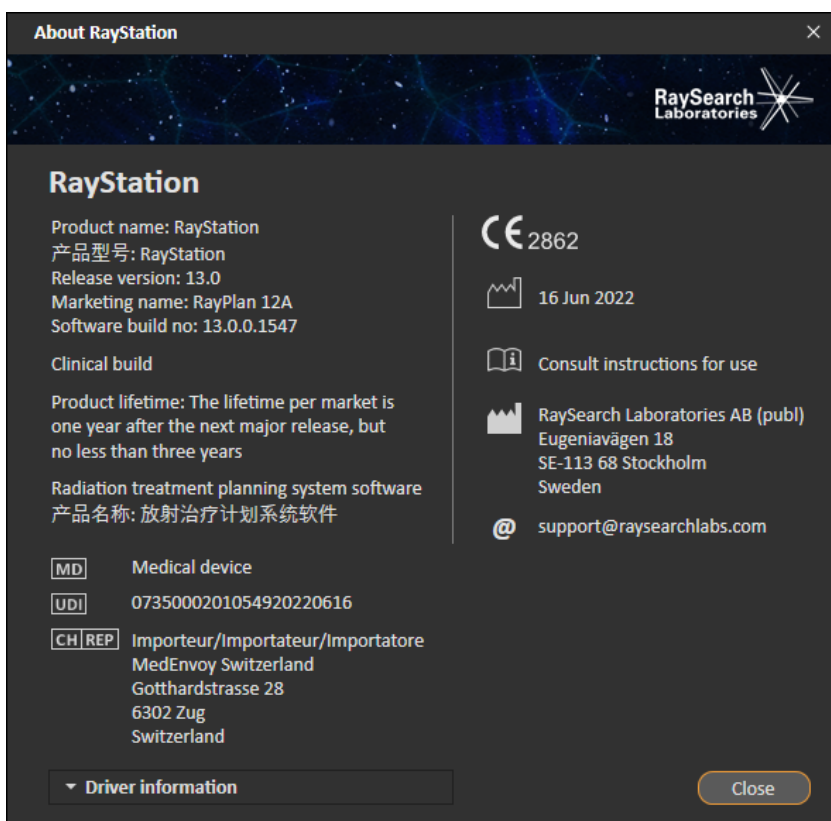 About RayStation
RaySearch
Laboratories
RayStation
Product name: RayStation
产品型号: RayStation
Release version: 13.0
Marketing name: RayPlan 12A
Software build no: 13.0.0.1547
Clinical build
Product lifetime: The lifetime per market is
one year after the next major release, but
no less than three years
Radiation treatment planning system software
产品名称: 放射治疗计划系统软件
CE 2862
16 Jun 2022
i
Consult instructions for use
RaySearch Laboratories AB (publ)
Eugeniavägen 18
SE-113 68 Stockholm
Sweden
@ support@raysearchlabs.com
MD Medical device
UDI 0735000201054920220616
CH REP Importeur/Importateur/Importatore
MedEnvoy Switzerland
Gotthardstrasse 28
6302 Zug
Switzerland
Driver information
Close